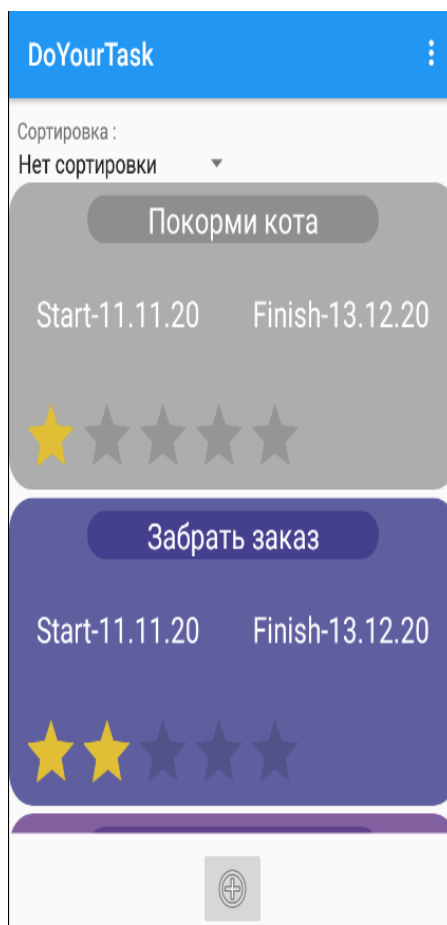 DoYourTask
Сортировка :
Нет сортировки
Покорми кота
Start-11.11.20 Finish-13.12.20
Забрать заказ
Start-11.11.20 Finish-13.12.20